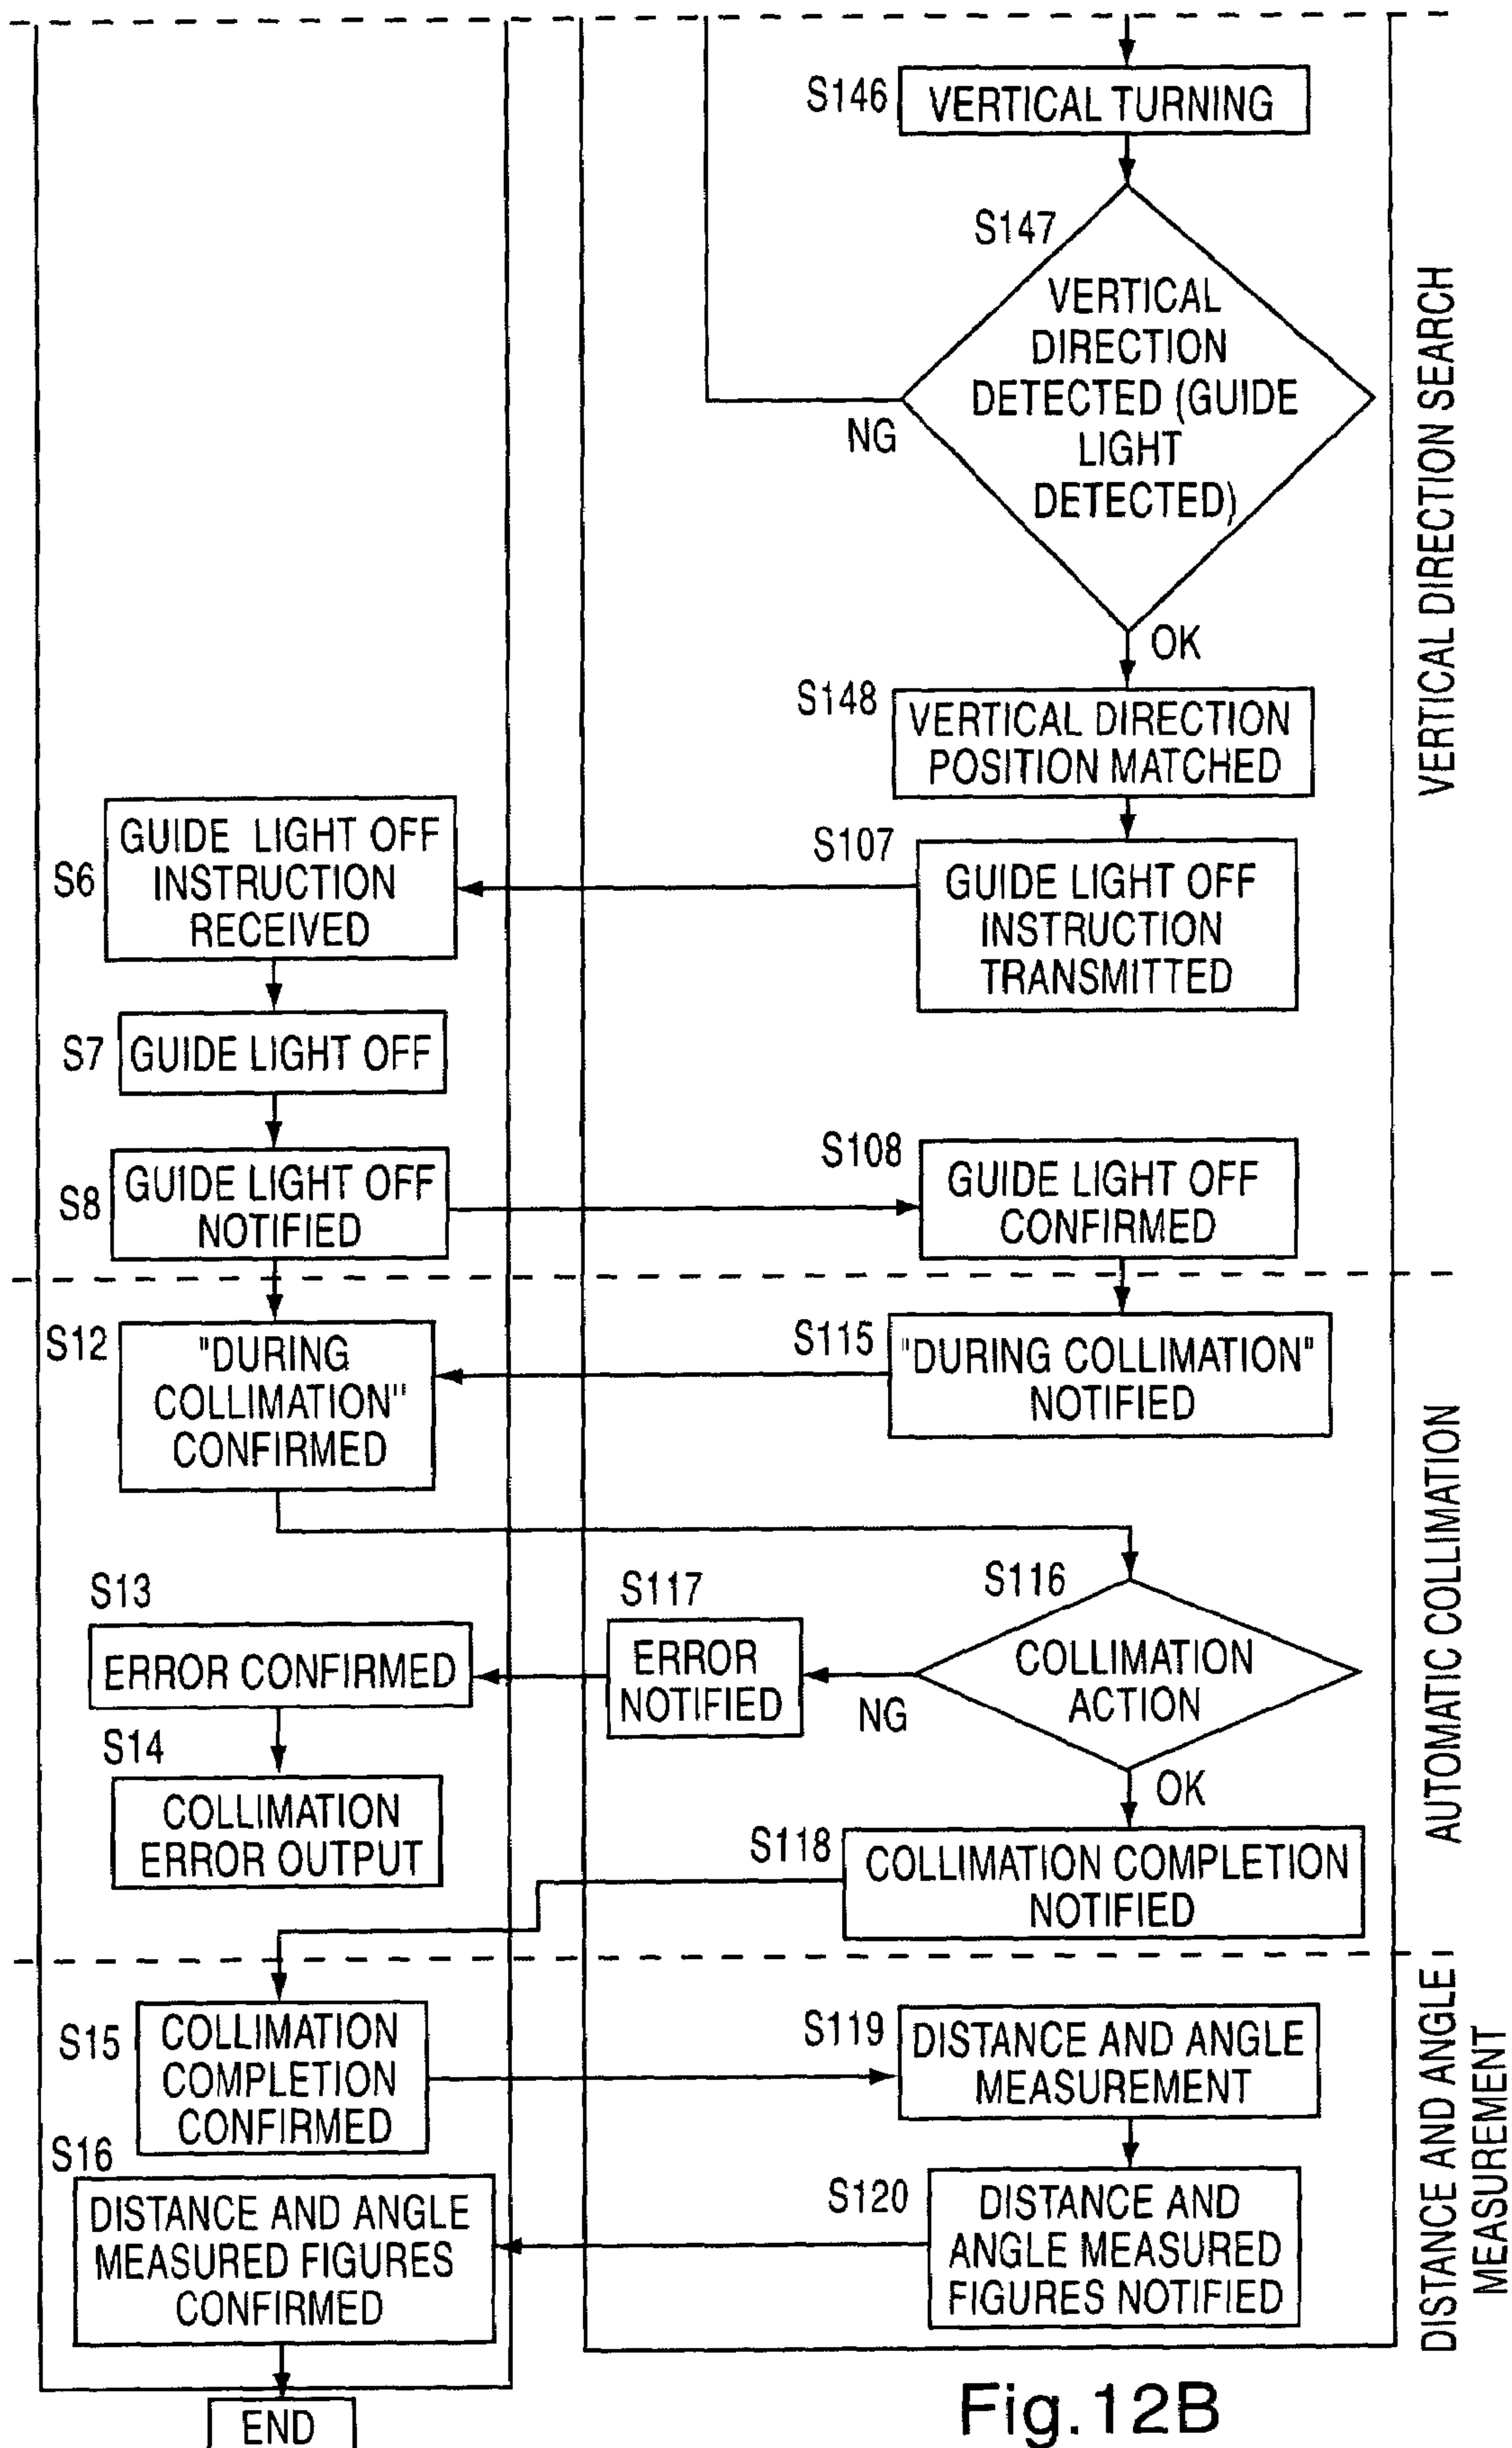 S146
VERTICAL TURNING
S147
VERTICAL
DIRECTION
DETECTED (GUIDE
LIGHT
DETECTED)
NG
OK
VERTICAL DIRECTION SEARCH
S148
VERTICAL DIRECTION
POSITION MATCHED
S6
GUIDE LIGHT OFF
INSTRUCTION
RECEIVED
S107
GUIDE LIGHT OFF
INSTRUCTION
TRANSMITTED
S7
GUIDE LIGHT OFF
S8
GUIDE LIGHT OFF
NOTIFIED
S108
GUIDE LIGHT OFF
CONFIRMED
S12
"DURING
COLLIMATION"
CONFIRMED
S115
"DURING COLLIMATION"
NOTIFIED
AUTOMATIC COLLIMATION
S13
ERROR CONFIRMED
S117
ERROR
NOTIFIED
S116
COLLIMATION
ACTION
NG
OK
S14
COLLIMATION
ERROR OUTPUT
S118
COLLIMATION COMPLETION
NOTIFIED
S15
COLLIMATION
COMPLETION
CONFIRMED
S119
DISTANCE AND ANGLE
MEASUREMENT
DISTANCE AND ANGLE
MEASUREMENT
S16
DISTANCE AND ANGLE
MEASURED FIGURES
CONFIRMED
S120
DISTANCE AND
ANGLE MEASURED
FIGURES NOTIFIED
END
Fig.12B